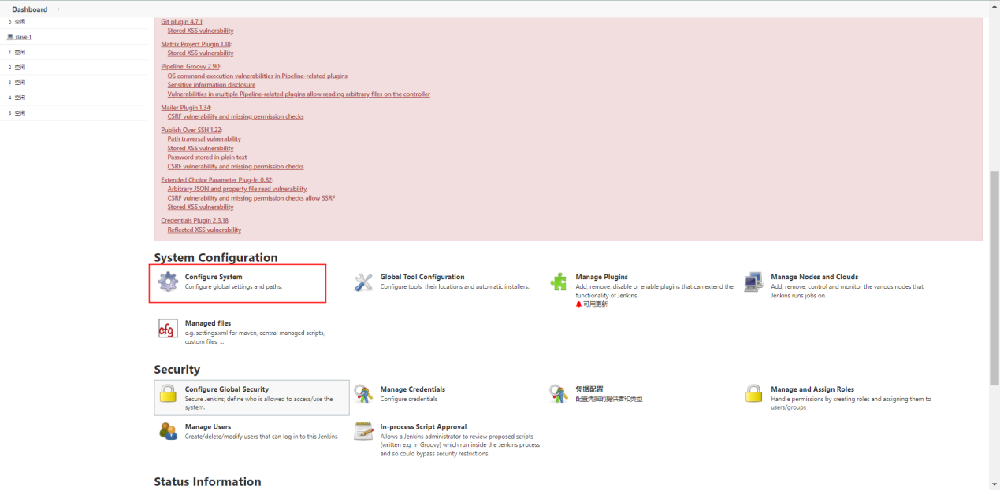 Dashboard
6 空闲
slave-1
1 空闲
2 空闲
3 空闲
4 空闲
5 空闲
Git plugin 4.7.1:
Stored XSS vulnerability
Matrix Project Plugin 1.18:
Stored XSS vulnerability
Pipeline: Groovy 2.90:
OS command execution vulnerabilities in Pipeline-related plugins
Sensitive information disclosure
Vulnerabilities in multiple Pipeline-related plugins allow reading arbitrary files on the controller
Mailer Plugin 1.34:
CSRF vulnerability and missing permission checks
Publish Over SSH 1.22:
Path traversal vulnerability
Stored XSS vulnerability
Password stored in plain text
CSRF vulnerability and missing permission checks
Extended Choice Parameter Plug-In 0.82:
Arbitrary JSON and property file read vulnerability
CSRF vulnerability and missing permission checks allow SSRF
Stored XSS vulnerability
Credentials Plugin 2.3.18:
Reflected XSS vulnerability
System Configuration
Configure System
Configure global settings and paths.
Global Tool Configuration
Configure tools, their locations and automatic installers.
Manage Plugins
Add, remove, disable or enable plugins that can extend the
functionality of Jenkins.
可用更新
Manage Nodes and Clouds
Add, remove, control and monitor the various nodes that
Jenkins runs jobs on.
cfg
Managed files
e.g. settings.xml for maven, central managed scripts,
custom files, ...
Security
Configure Global Security
Secure Jenkins; define who is allowed to access/use the
system.
Manage Credentials
Configure credentials
凭据配置
配置凭据的提供者和类型
Manage and Assign Roles
Handle permissions by creating roles and assigning them to
users/groups
Manage Users
Create/delete/modify users that can log in to this Jenkins
In-process Script Approval
Allows a Jenkins administrator to review proposed scripts
(written e.g. in Groovy) which run inside the Jenkins process
and so could bypass security restrictions.
Status Information